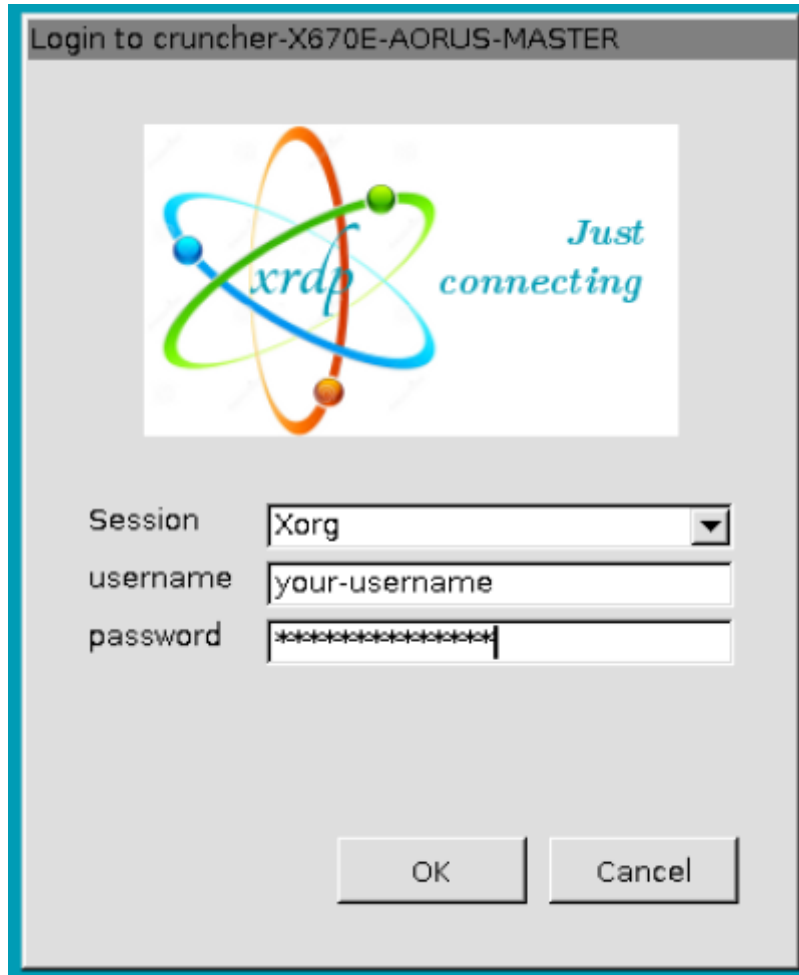 Login to cruncher-X670E-AORUS-MASTER
xrdp
Just
connecting
Session
Xorg
username
your-username
password
***************
OK
Cancel